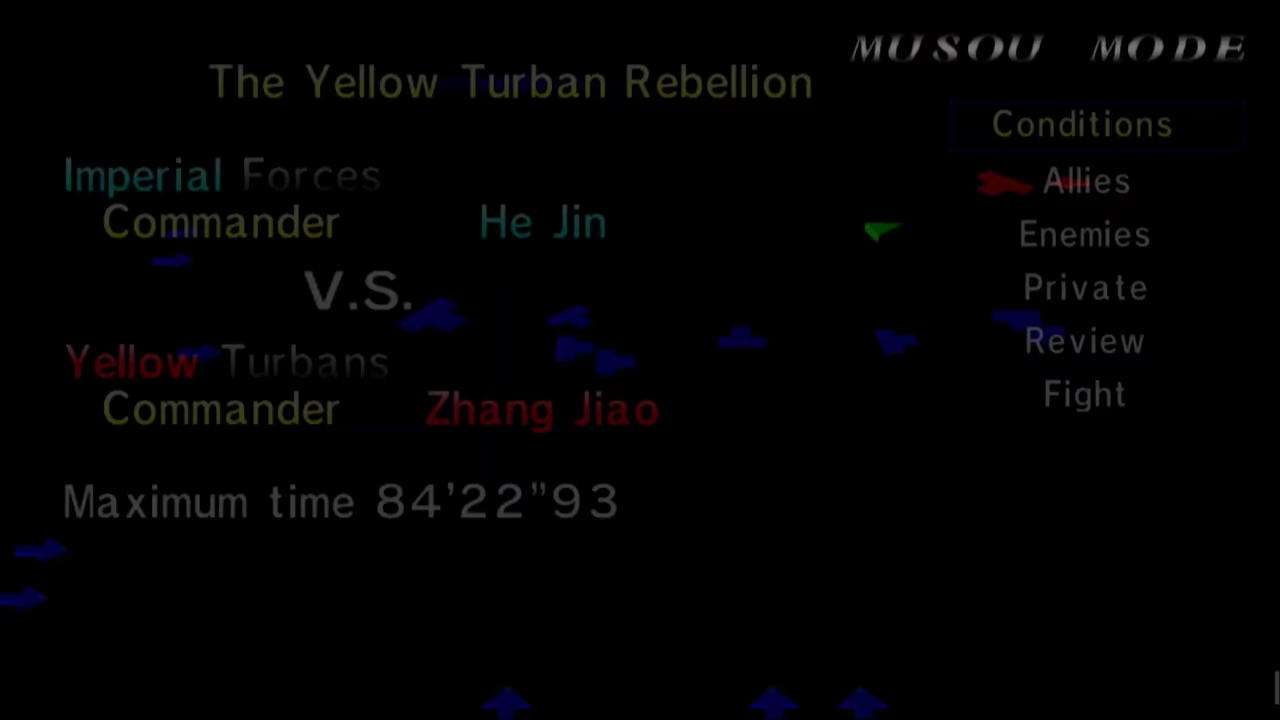 MUSOU MODE
The Yellow Turban Rebellion
Imperial Forces
Commander He Jin
V.S.
Yellow Turbans
Commander Zhang Jiao
Maximum time 84'22"93
Conditions
Allies
Enemies
Private
Review
Fight